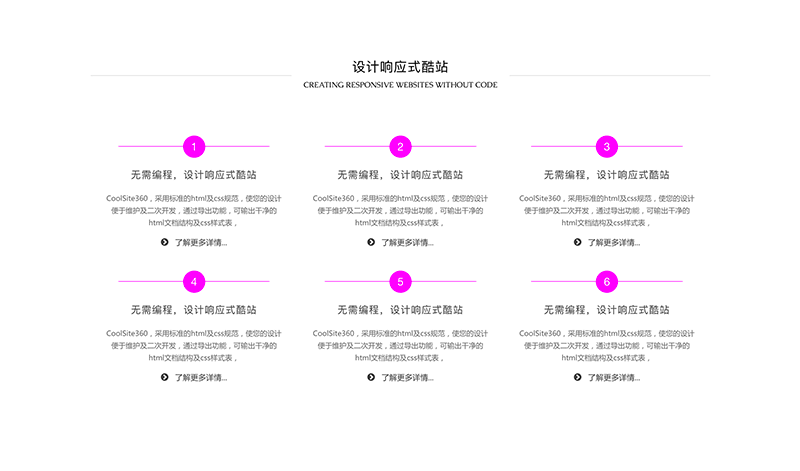 设计响应式酷站
CREATING RESPONSIVE WEBSITES WITHOUT CODE
1
无需编程，设计响应式酷站
CoolSite360，采用标准的html及css规范，使您的设计
便于维护及二次开发，通过导出功能，可输出干净的
html文档结构及css样式表，
了解更多详情...
2
无需编程，设计响应式酷站
CoolSite360，采用标准的html及css规范，使您的设计
便于维护及二次开发，通过导出功能，可输出干净的
html文档结构及css样式表，
了解更多详情...
3
无需编程，设计响应式酷站
CoolSite360，采用标准的html及css规范，使您的设计
便于维护及二次开发，通过导出功能，可输出干净的
html文档结构及css样式表，
了解更多详情...
4
无需编程，设计响应式酷站
CoolSite360，采用标准的html及css规范，使您的设计
便于维护及二次开发，通过导出功能，可输出干净的
html文档结构及css样式表，
了解更多详情...
5
无需编程，设计响应式酷站
CoolSite360，采用标准的html及css规范，使您的设计
便于维护及二次开发，通过导出功能，可输出干净的
html文档结构及css样式表，
了解更多详情...
6
无需编程，设计响应式酷站
CoolSite360，采用标准的html及css规范，使您的设计
便于维护及二次开发，通过导出功能，可输出干净的
html文档结构及css样式表，
了解更多详情...